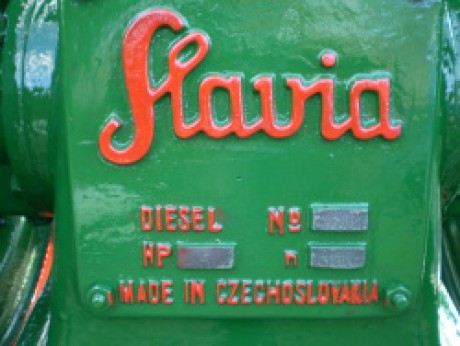 Slavia
DIESEL No
HP n
MADE IN CZECHOSLOVAKIA